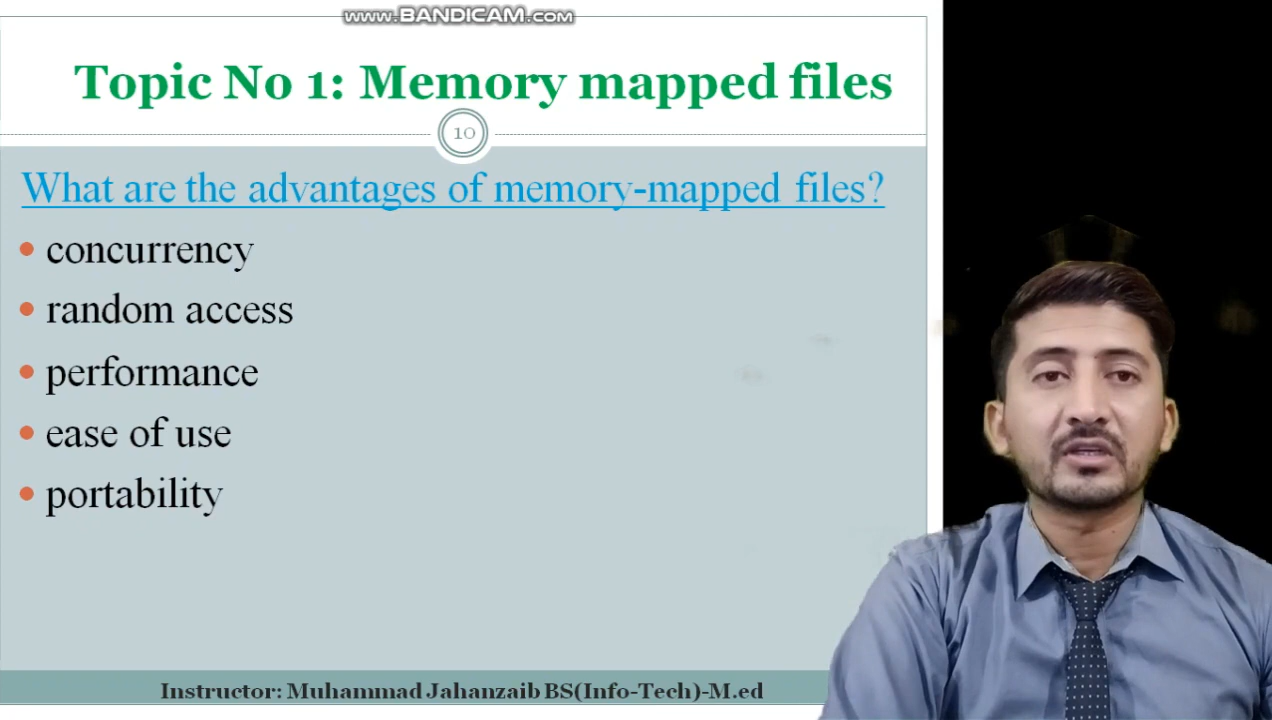 www.BANDICAM.com
Topic No 1: Memory mapped files
10
What are the advantages of memory-mapped files?
• concurrency
• random access
• performance
• ease of use
• portability
Instructor: Muhammad Jahanzaib BS(Info-Tech)-M.ed